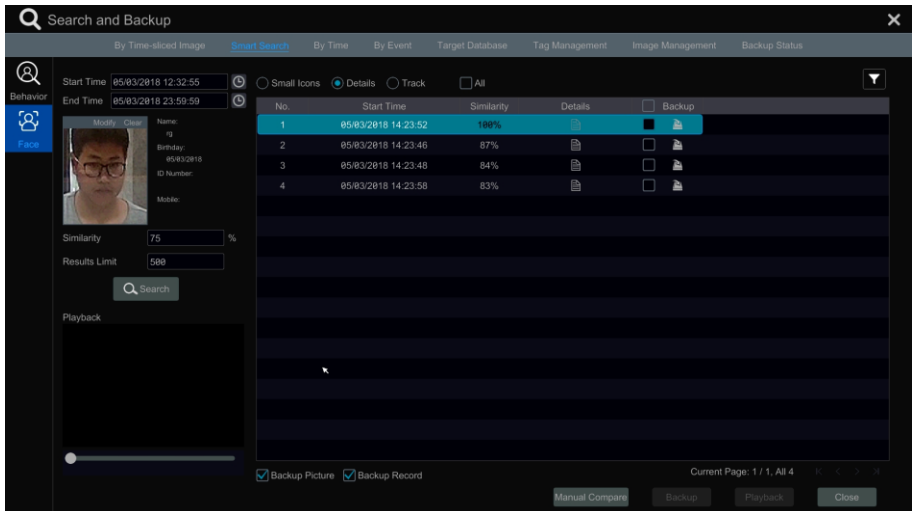 Search and Backup
By Time-sliced Image Smart Search By Time By Event Target Database Tag Management Image Management Backup Status
Behavior
Face
Start Time 05/03/2018 12:32:55
End Time 05/03/2018 23:59:59
Modify Clear
Name:
rg
Birthday:
05/03/2018
ID Number:
Mobile:
Similarity 75 %
Results Limit 500
Search
Playback
Small Icons Details Track All
No. Start Time Similarity Details Backup
1 05/03/2018 14:23:52 100%
2 05/03/2018 14:23:46 87%
3 05/03/2018 14:23:48 84%
4 05/03/2018 14:23:58 83%
Backup Picture Backup Record
Current Page: 1 / 1, All 4
Manual Compare Backup Playback Close